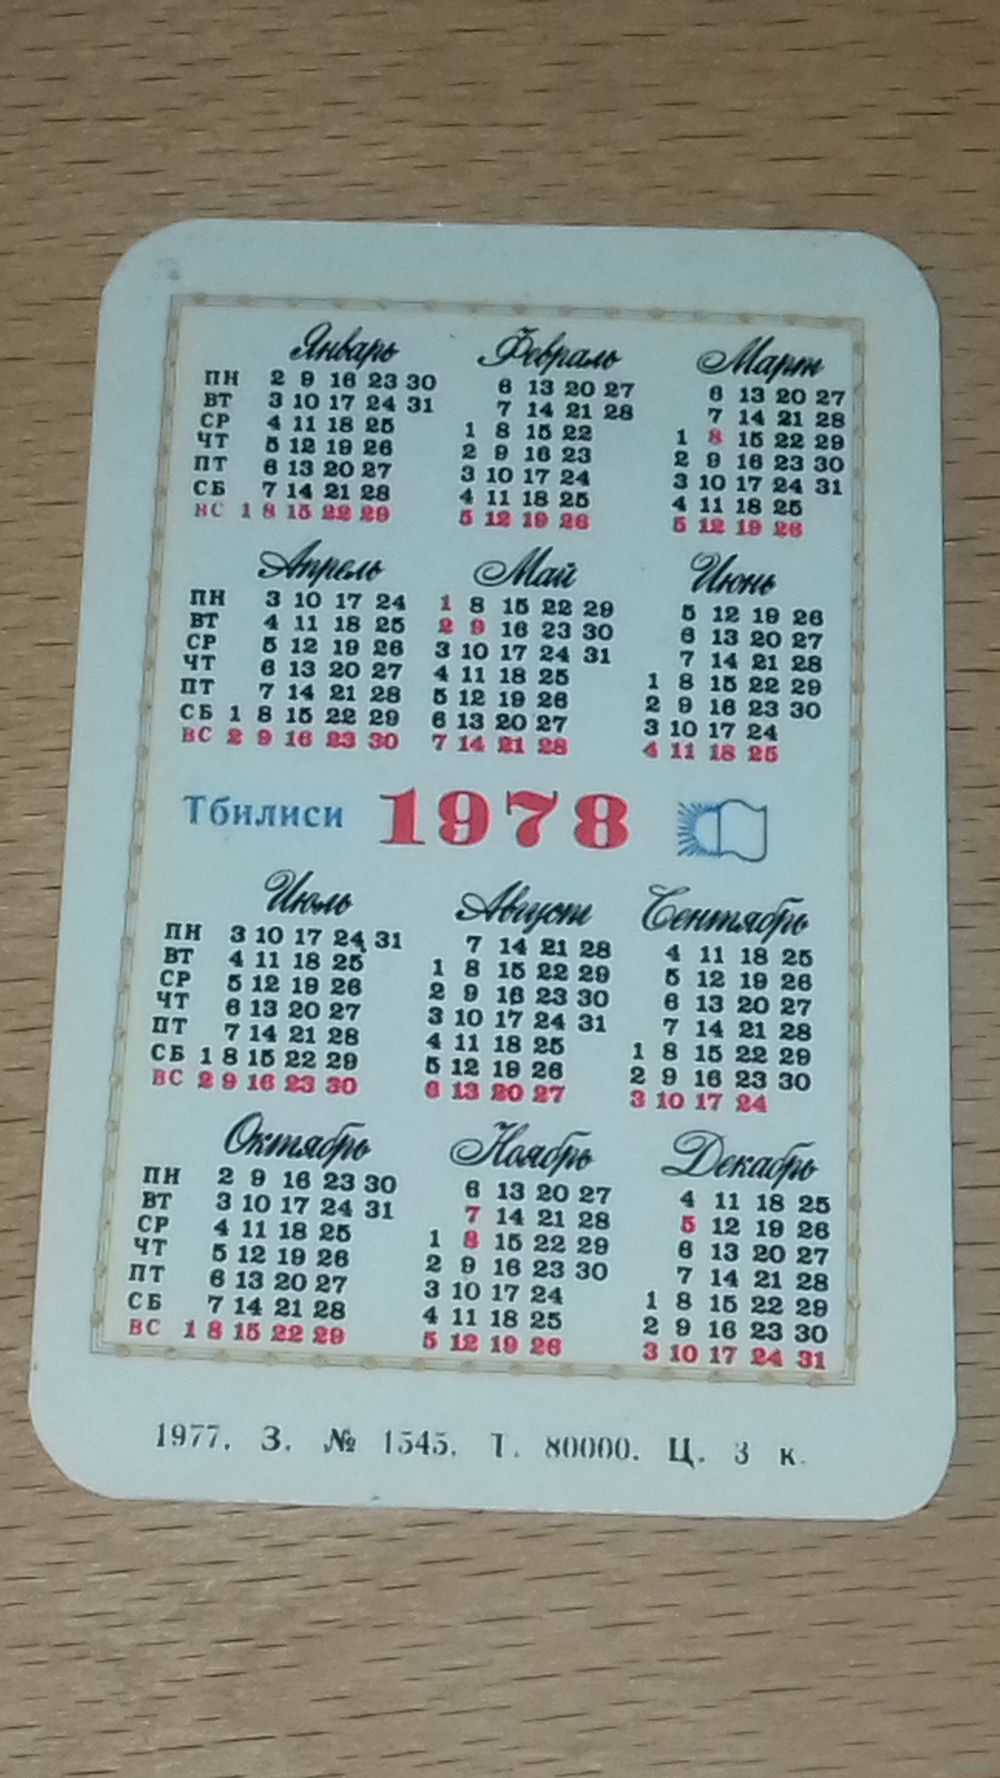 Январь Февраль Март
ПН 2 9 16 23 30 6 13 20 27 6 13 20 27
ВТ 3 10 17 24 31 7 14 21 28 7 14 21 28
СР 4 11 18 25 1 8 15 22 1 8 15 22 29
ЧТ 5 12 19 26 2 9 16 23 2 9 16 23 30
ПТ 6 13 20 27 3 10 17 24 3 10 17 24 31
СБ 7 14 21 28 4 11 18 25 4 11 18 25
ВС 1 8 15 22 29 5 12 19 26 5 12 19 26
Апрель Май Июнь
ПН 3 10 17 24 1 8 15 22 29 5 12 19 26
ВТ 4 11 18 25 2 9 16 23 30 6 13 20 27
СР 5 12 19 26 3 10 17 24 31 7 14 21 28
ЧТ 6 13 20 27 4 11 18 25 1 8 15 22 29
ПТ 7 14 21 28 5 12 19 26 2 9 16 23 30
СБ 1 8 15 22 29 6 13 20 27 3 10 17 24
ВС 2 9 16 23 30 7 14 21 28 4 11 18 25
Тбилиси 1978
Июль Август Сентябрь
ПН 3 10 17 24 31 7 14 21 28 4 11 18 25
ВТ 4 11 18 25 1 8 15 22 29 5 12 19 26
СР 5 12 19 26 2 9 16 23 30 6 13 20 27
ЧТ 6 13 20 27 3 10 17 24 31 7 14 21 28
ПТ 7 14 21 28 4 11 18 25 1 8 15 22 29
СБ 1 8 15 22 29 5 12 19 26 2 9 16 23 30
ВС 2 9 16 23 30 6 13 20 27 3 10 17 24
Октябрь Ноябрь Декабрь
ПН 2 9 16 23 30 6 13 20 27 4 11 18 25
ВТ 3 10 17 24 31 7 14 21 28 5 12 19 26
СР 4 11 18 25 1 8 15 22 29 6 13 20 27
ЧТ 5 12 19 26 2 9 16 23 30 7 14 21 28
ПТ 6 13 20 27 3 10 17 24 1 8 15 22 29
СБ 7 14 21 28 4 11 18 25 2 9 16 23 30
ВС 1 8 15 22 29 5 12 19 26 3 10 17 24 31
1977. З. № 1545. Т. 80000. Ц. 3 к.